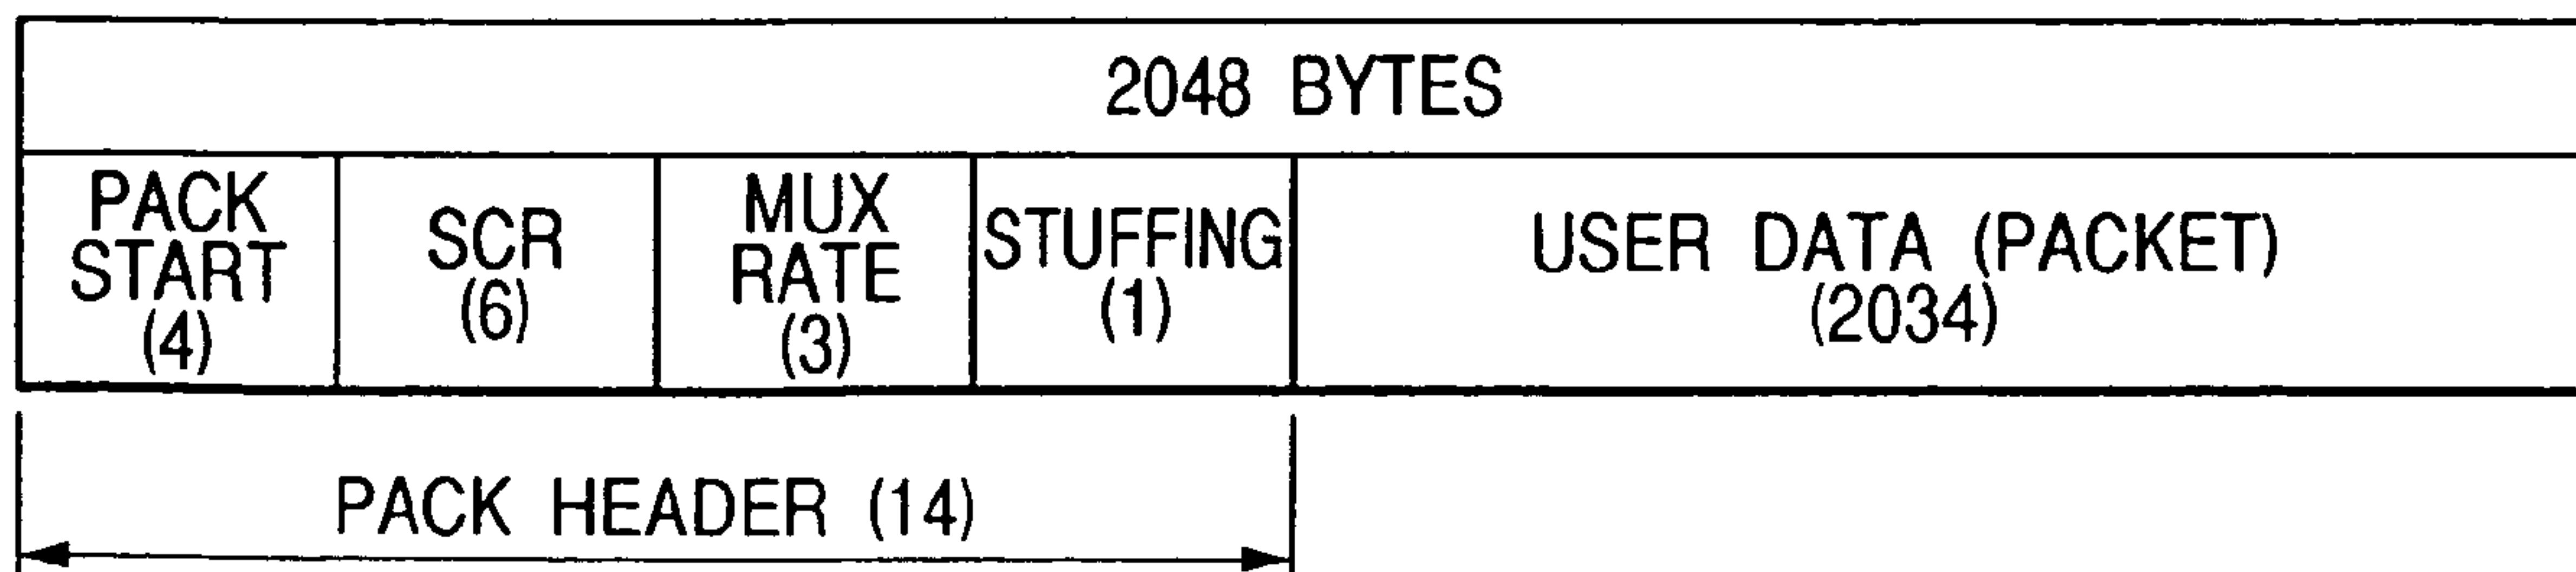 2048 BYTES
PACK
START
(4)
SCR
(6)
MUX
RATE
(3)
STUFFING
(1)
USER DATA (PACKET)
(2034)
PACK HEADER (14)